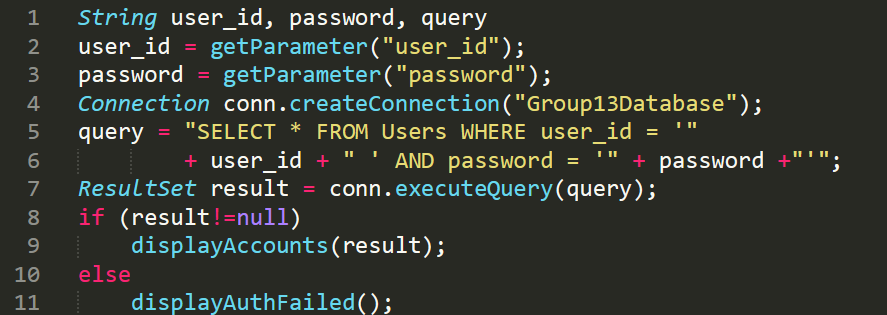 1 String user_id, password, query
2 user_id = getParameter("user_id");
3 password = getParameter("password");
4 Connection conn.createConnection("Group13Database");
5 query = "SELECT * FROM Users WHERE user_id = '"
6 + user_id + " ' AND password = '" + password +"'";
7 ResultSet result = conn.executeQuery(query);
8 if (result!=null)
9 displayAccounts(result);
10 else
11 displayAuthFailed();